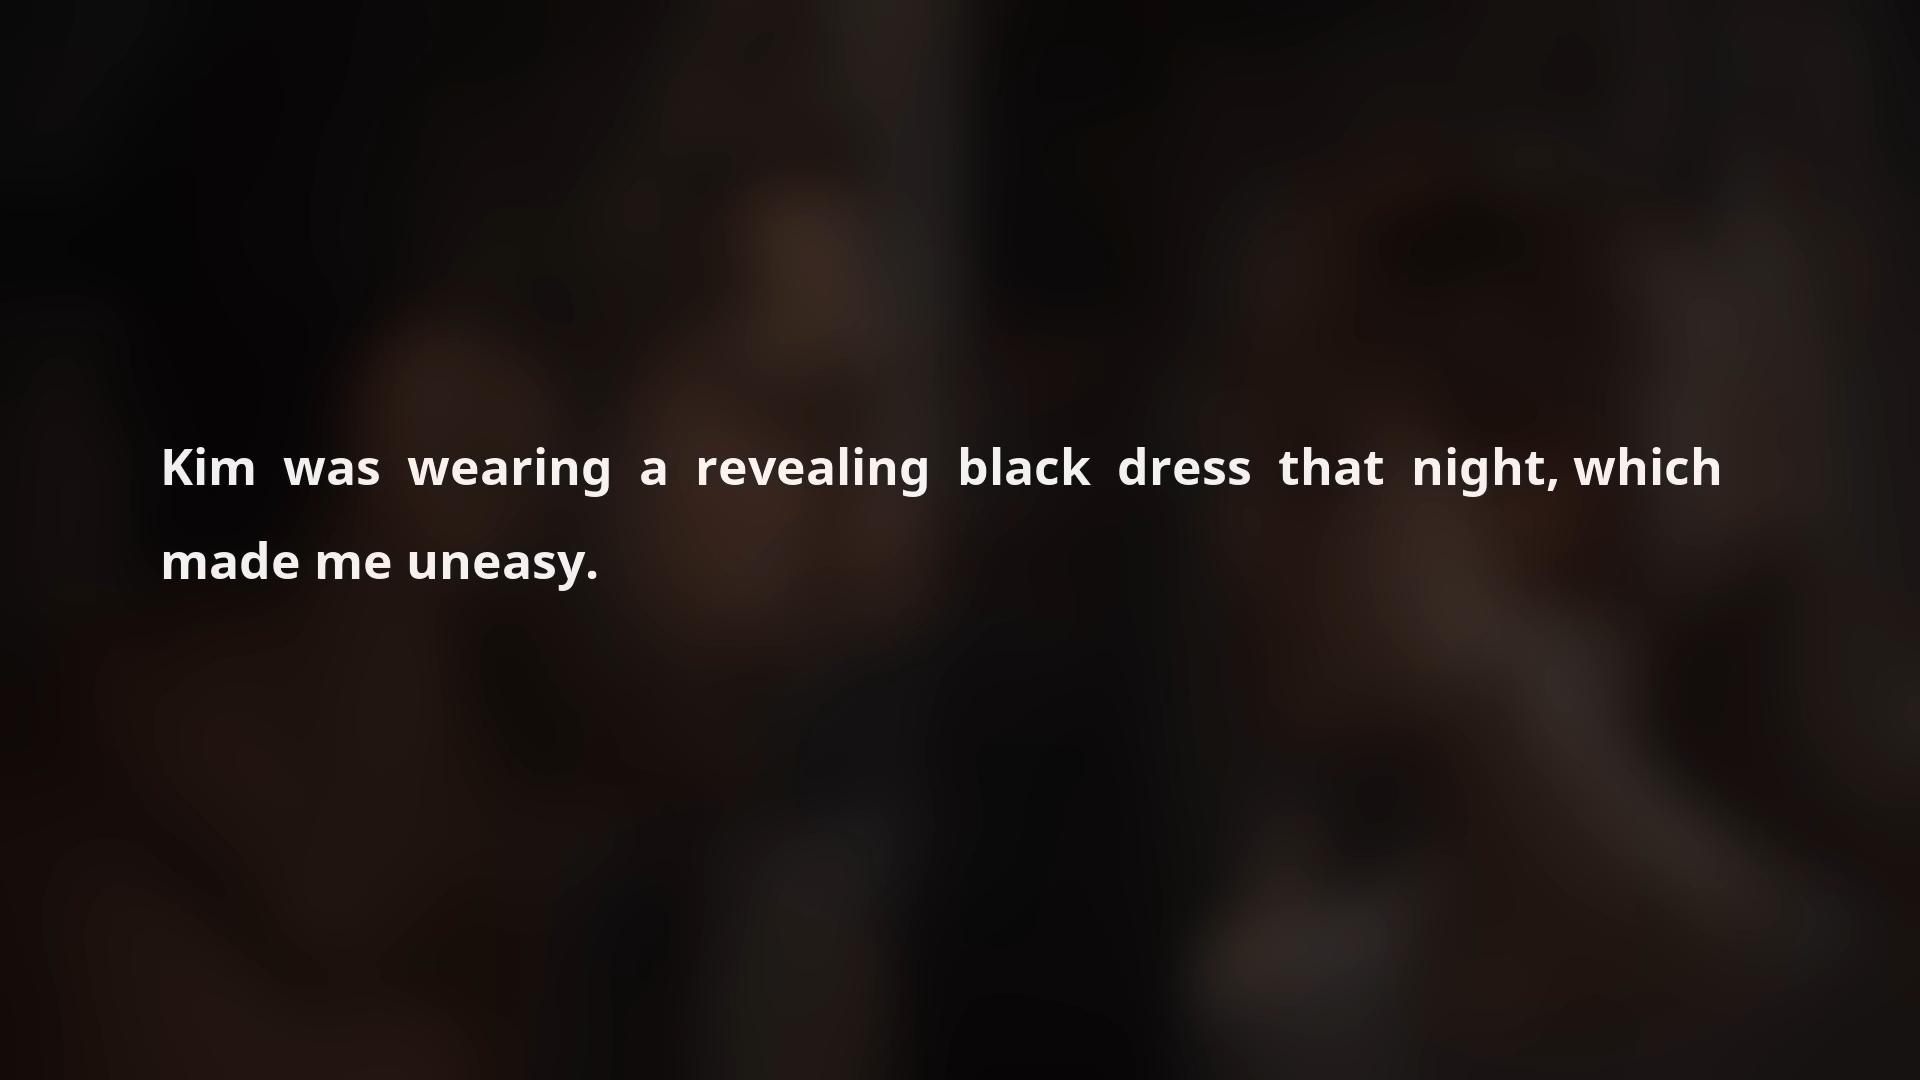 Kim was wearing a revealing black dress that night, which
made me uneasy.